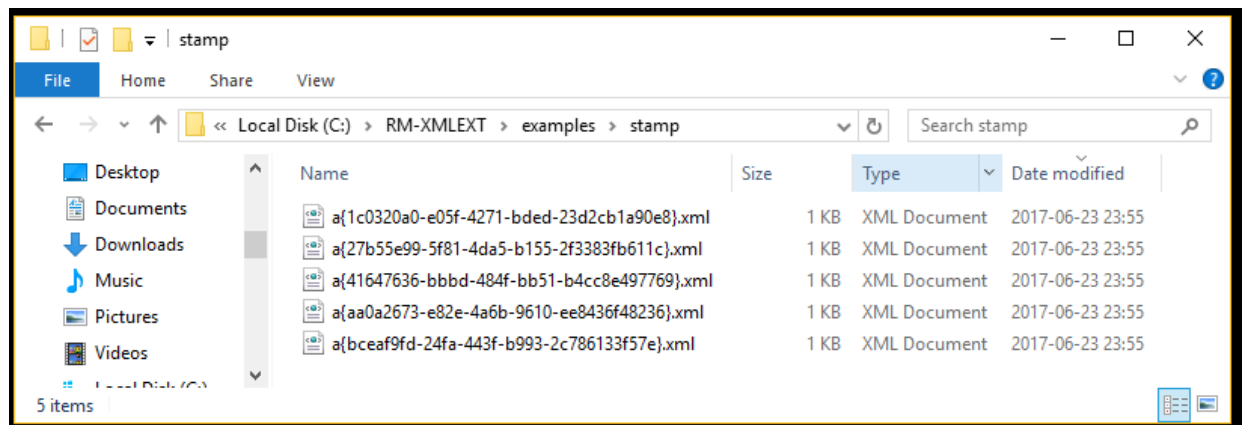 stamp
File Home Share View
« Local Disk (C:) > RM-XMLEXT > examples > stamp Search stamp
Desktop Name Size Type Date modified
Documents a{1c0320a0-e05f-4271-bded-23d2cb1a90e8}.xml 1 KB XML Document 2017-06-23 23:55
Downloads a{27b55e99-5f81-4da5-b155-2f3383fb611c}.xml 1 KB XML Document 2017-06-23 23:55
Music a{41647636-bbbd-484f-bb51-b4cc8e497769}.xml 1 KB XML Document 2017-06-23 23:55
Pictures a{aa0a2673-e82e-4a6b-9610-ee8436f48236}.xml 1 KB XML Document 2017-06-23 23:55
Videos a{bceaf9fd-24fa-443f-b993-2c786133f57e}.xml 1 KB XML Document 2017-06-23 23:55
Local Disk (C:)
5 items